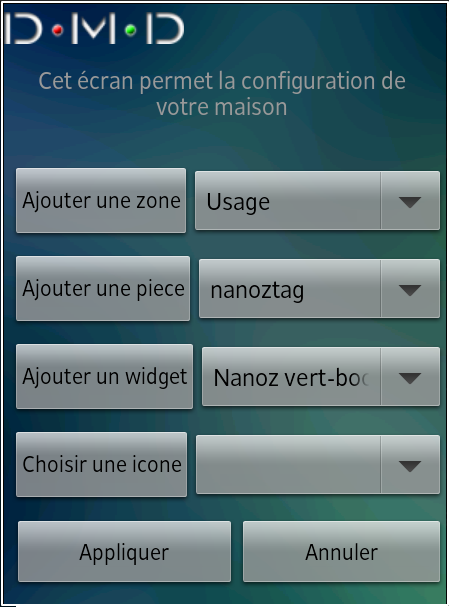 D•M•D
Cet écran permet la configuration de
votre maison
Ajouter une zone Usage
Ajouter une piece nanoztag
Ajouter un widget Nanoz vert-boo
Choisir une icone
Appliquer Annuler